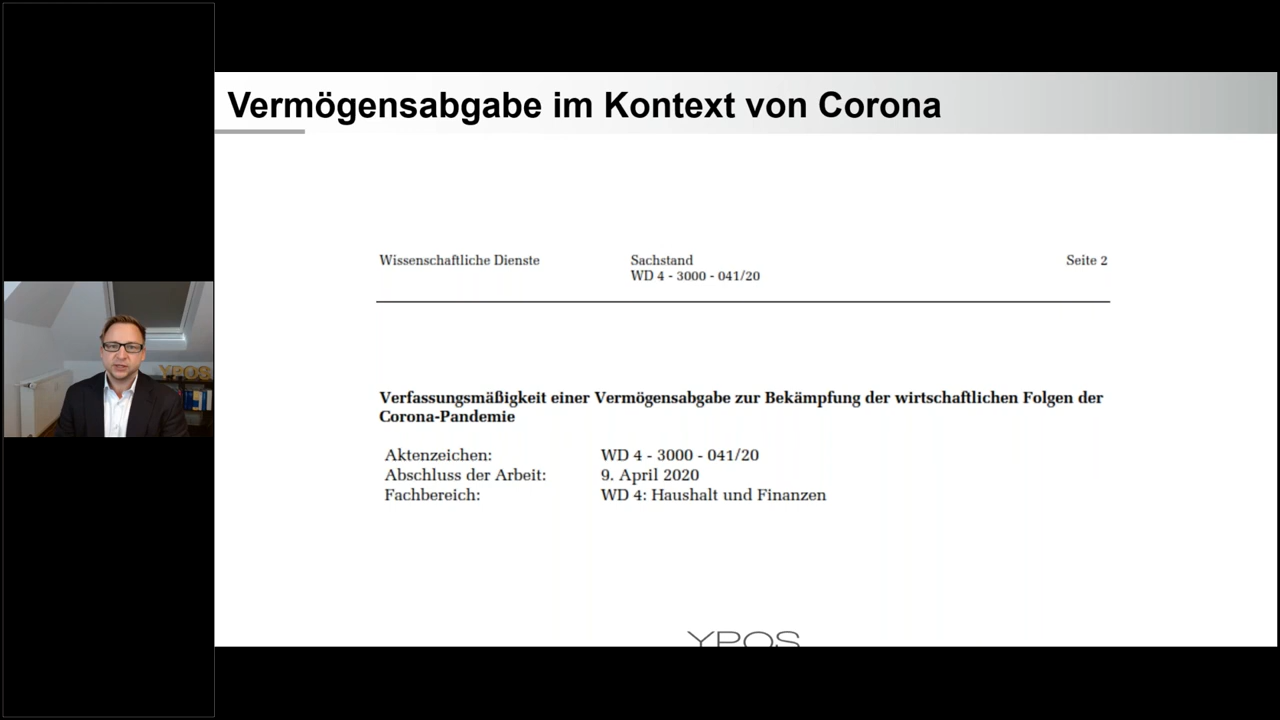 Vermögensabgabe im Kontext von Corona
Wissenschaftliche Dienste
Sachstand
WD 4 - 3000 - 041/20
Seite 2
Verfassungsmäßigkeit einer Vermögensabgabe zur Bekämpfung der wirtschaftlichen Folgen der
Corona-Pandemie
Aktenzeichen: WD 4 - 3000 - 041/20
Abschluss der Arbeit: 9. April 2020
Fachbereich: WD 4: Haushalt und Finanzen
YPOS
YPOS